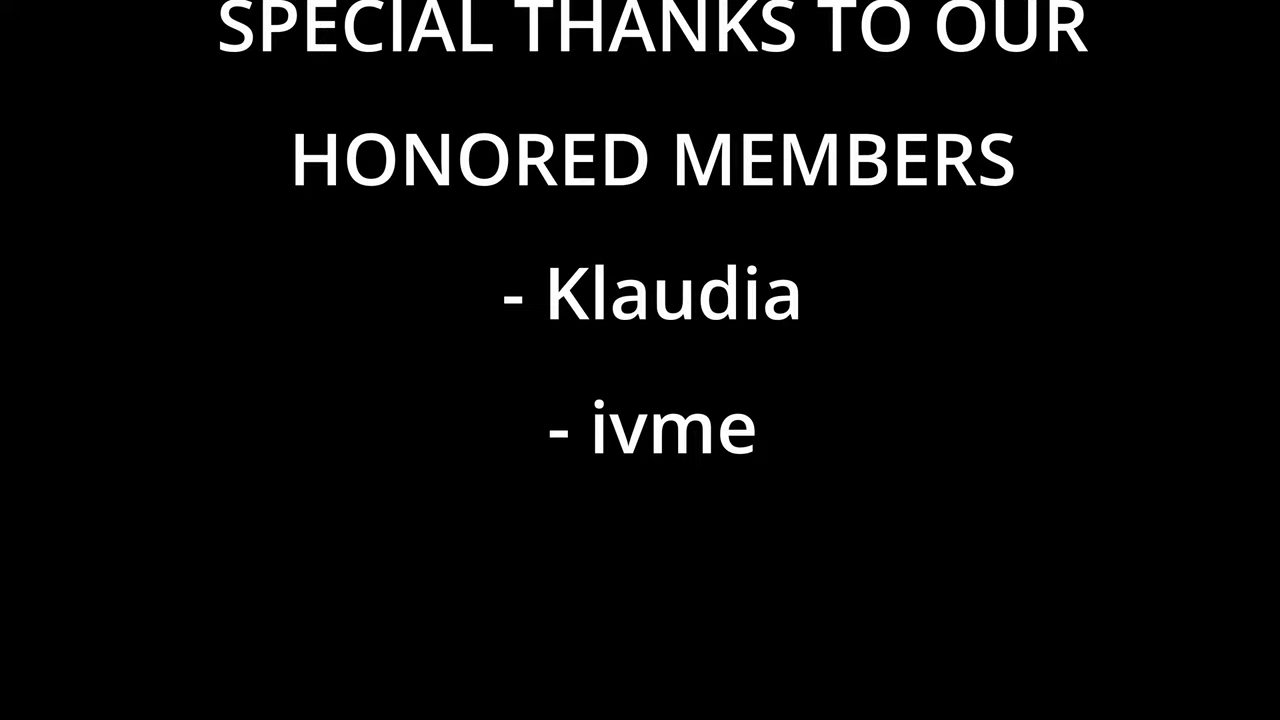 SPECIAL THANKS TO OUR
HONORED MEMBERS
- Klaudia
- ivme